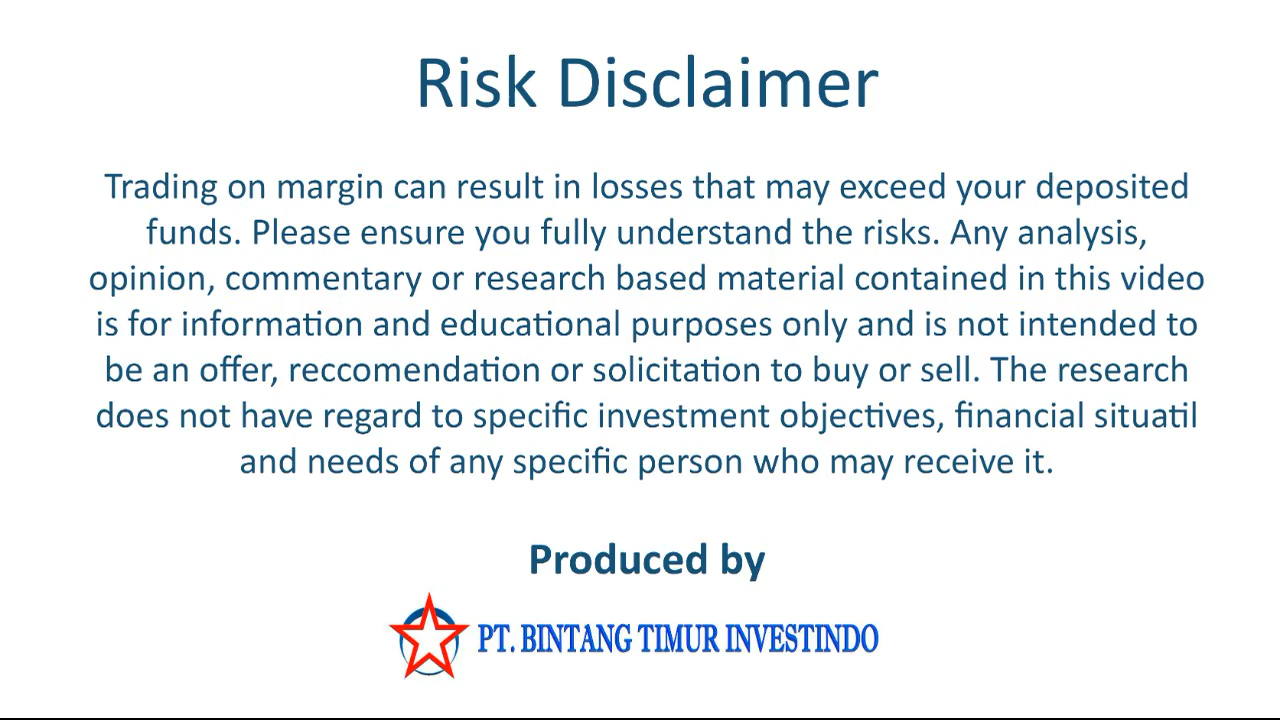 Risk Disclaimer
Trading on margin can result in losses that may exceed your deposited
funds. Please ensure you fully understand the risks. Any analysis,
opinion, commentary or research based material contained in this video
is for information and educational purposes only and is not intended to
be an offer, reccomendation or solicitation to buy or sell. The research
does not have regard to specific investment objectives, financial situatil
and needs of any specific person who may receive it.
Produced by
PT. BINTANG TIMUR INVESTINDO